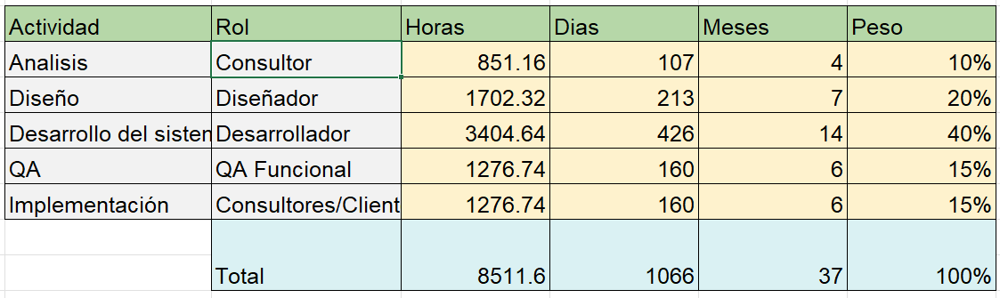 Actividad Rol Horas Dias Meses Peso
Analisis Consultor 851.16 107 4 10%
Diseño Diseñador 1702.32 213 7 20%
Desarrollo del sisten Desarrollador 3404.64 426 14 40%
QA QA Funcional 1276.74 160 6 15%
Implementación Consultores/Client 1276.74 160 6 15%
Total 8511.6 1066 37 100%